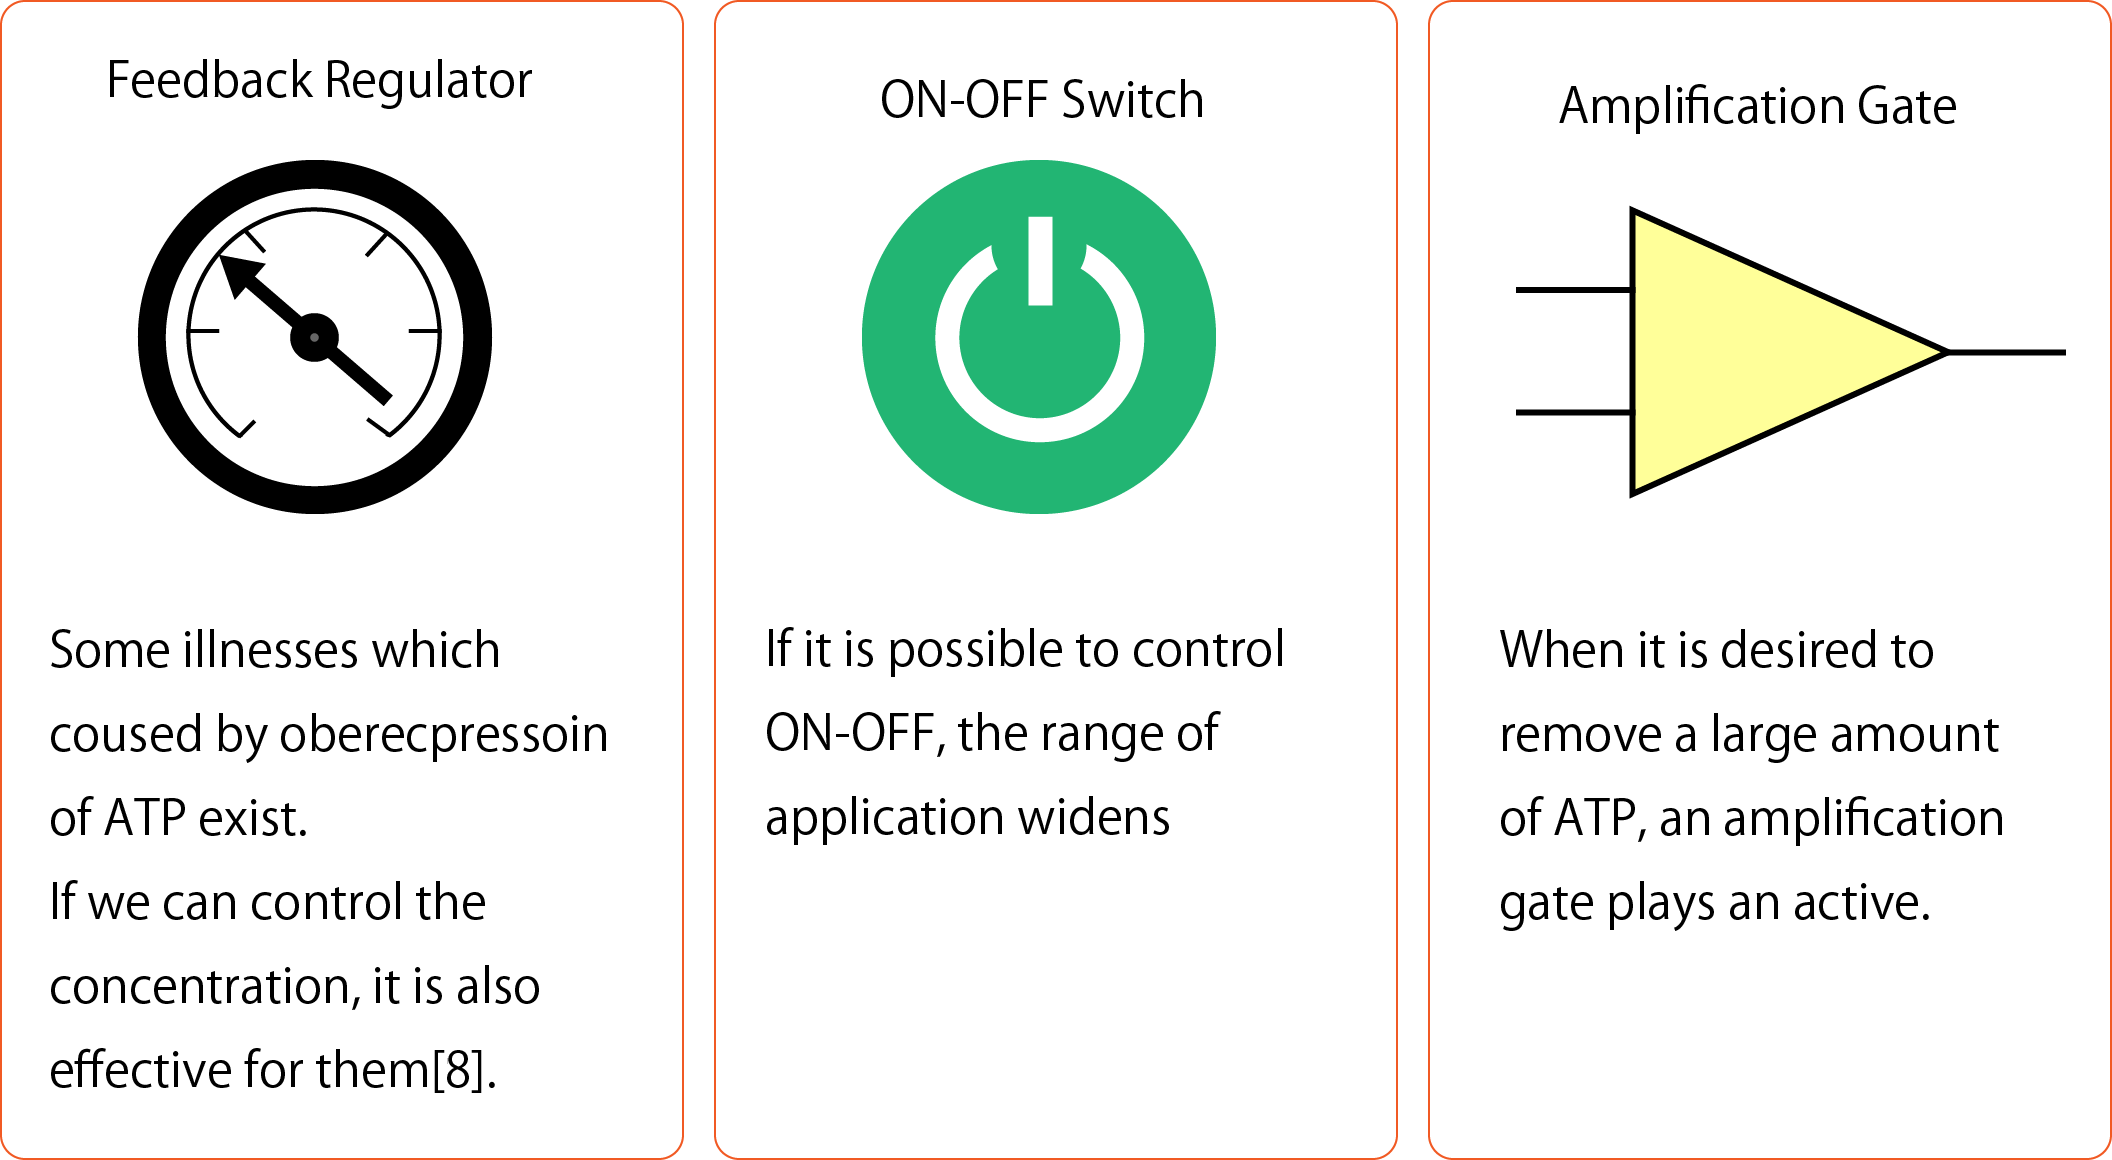 Feedback Regulator
Some illnesses which
coused by oberecpressoin
of ATP exist.
If we can control the
concentration, it is also
effective for them[8].
ON-OFF Switch
If it is possible to control
ON-OFF, the range of
application widens
Amplification Gate
When it is desired to
remove a large amount
of ATP, an amplification
gate plays an active.